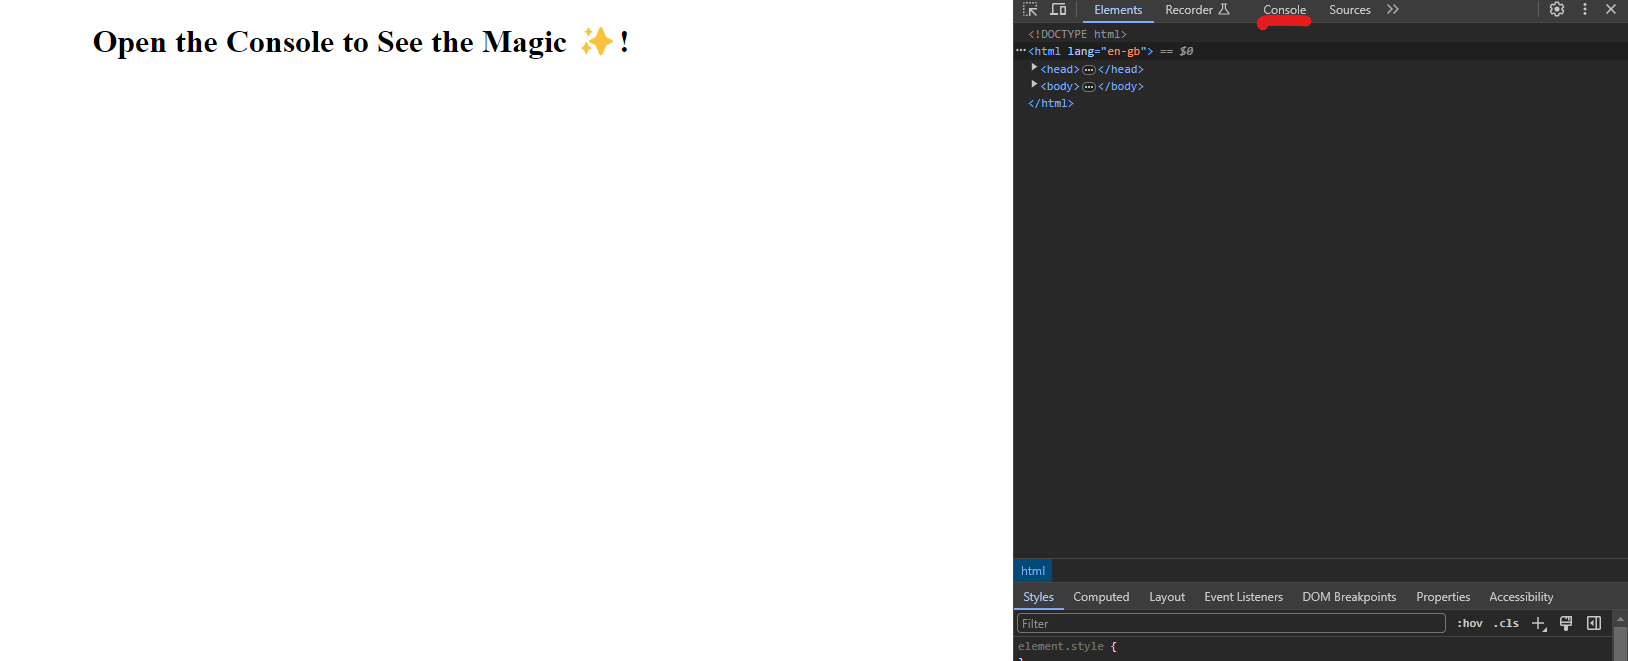 Open the Console to See the Magic ✨!
Elements Recorder Console Sources
<!DOCTYPE html>
<html lang="en-gb"> == $0
<head> </head>
<body> </body>
</html>
html
Styles Computed Layout Event Listeners DOM Breakpoints Properties Accessibility
Filter :hov .cls
element.style {